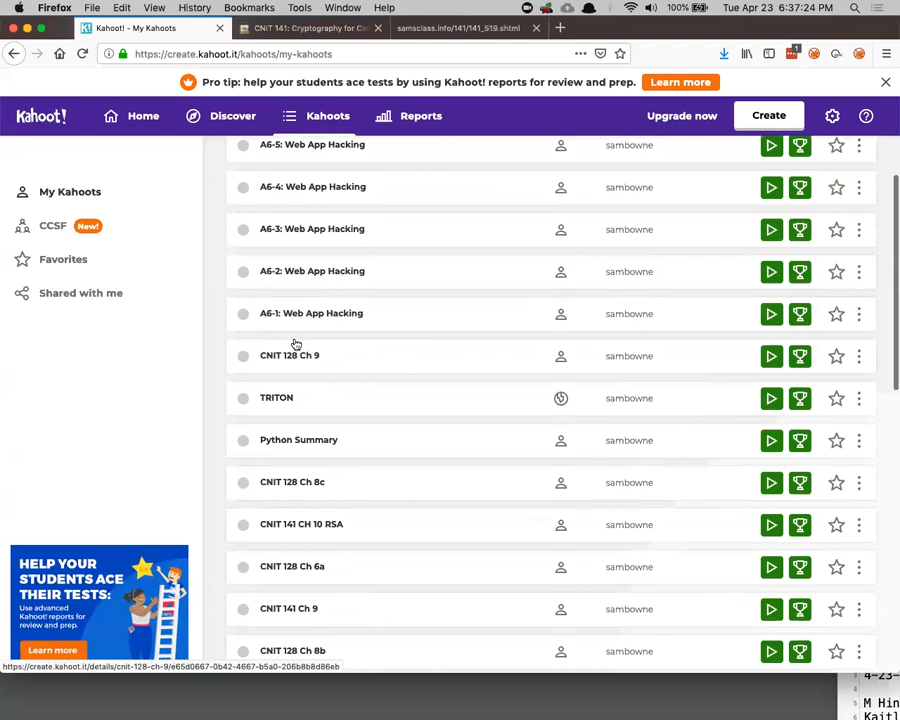 Firefox File Edit View History Bookmarks Tools Window Help 100% Tue Apr 23 6:37:24 PM
Kahoot! - My Kahoots CNIT 141: Cryptography for Co samsclass.info/141/141_S19.shtml
https://create.kahoot.it/kahoots/my-kahoots
Pro tip: help your students ace tests by using Kahoot! reports for review and prep. Learn more
Kahoot! Home Discover Kahoots Reports Upgrade now Create
My Kahoots
CCSF New!
Favorites
Shared with me
A6-5: Web App Hacking sambowne
A6-4: Web App Hacking sambowne
A6-3: Web App Hacking sambowne
A6-2: Web App Hacking sambowne
A6-1: Web App Hacking sambowne
CNIT 128 Ch 9 sambowne
TRITON sambowne
Python Summary sambowne
CNIT 128 Ch 8c sambowne
CNIT 141 CH 10 RSA sambowne
CNIT 128 Ch 6a sambowne
CNIT 141 Ch 9 sambowne
CNIT 128 Ch 8b sambowne
HELP YOUR
STUDENTS ACE
THEIR TESTS:
Use advanced
Kahoot! reports for
review and prep.
Learn more
https://create.kahoot.it/details/cnit-128-ch-9/e65d0667-0b42-4667-b5a0-206b8b8d86eb
4-23-
M Hin
Kaitl